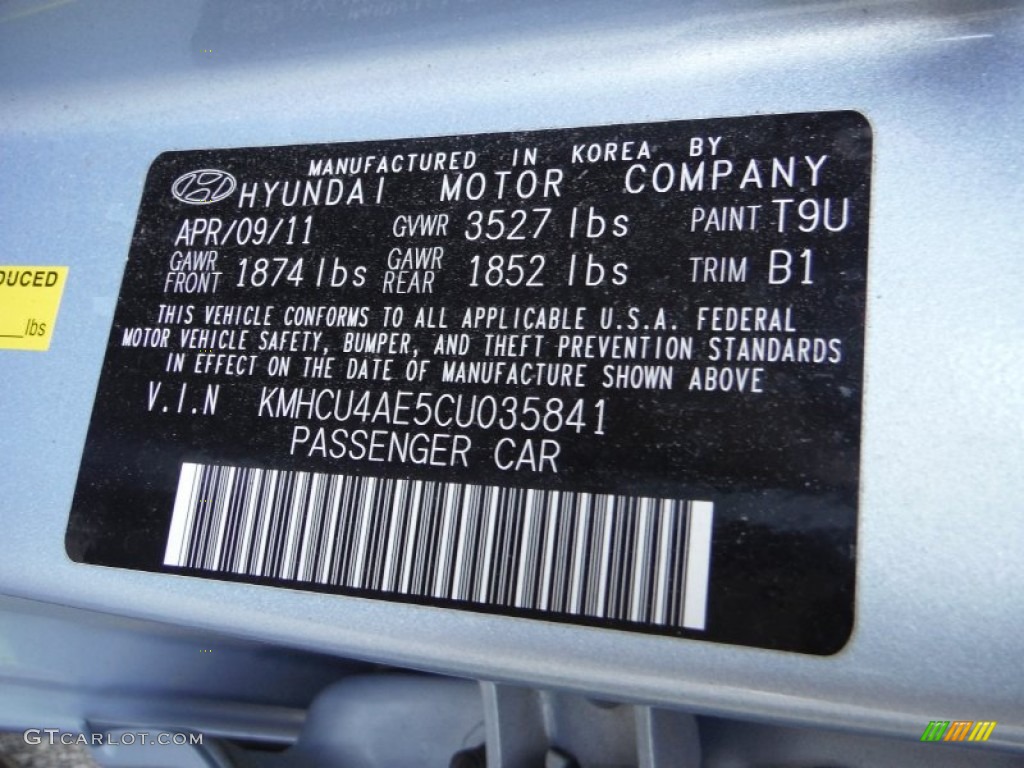 MANUFACTURED IN KOREA BY
HYUNDAI MOTOR COMPANY
APR/09/11 GVWR 3527 lbs PAINT T9U
GAWR FRONT 1874 lbs GAWR REAR 1852 lbs TRIM B1
THIS VEHICLE CONFORMS TO ALL APPLICABLE U.S.A. FEDERAL
MOTOR VEHICLE SAFETY, BUMPER, AND THEFT PREVENTION STANDARDS
IN EFFECT ON THE DATE OF MANUFACTURE SHOWN ABOVE
V.I.N KMHCU4AE5CU035841
PASSENGER CAR
DUCED
lbs
GTCARLOT.COM